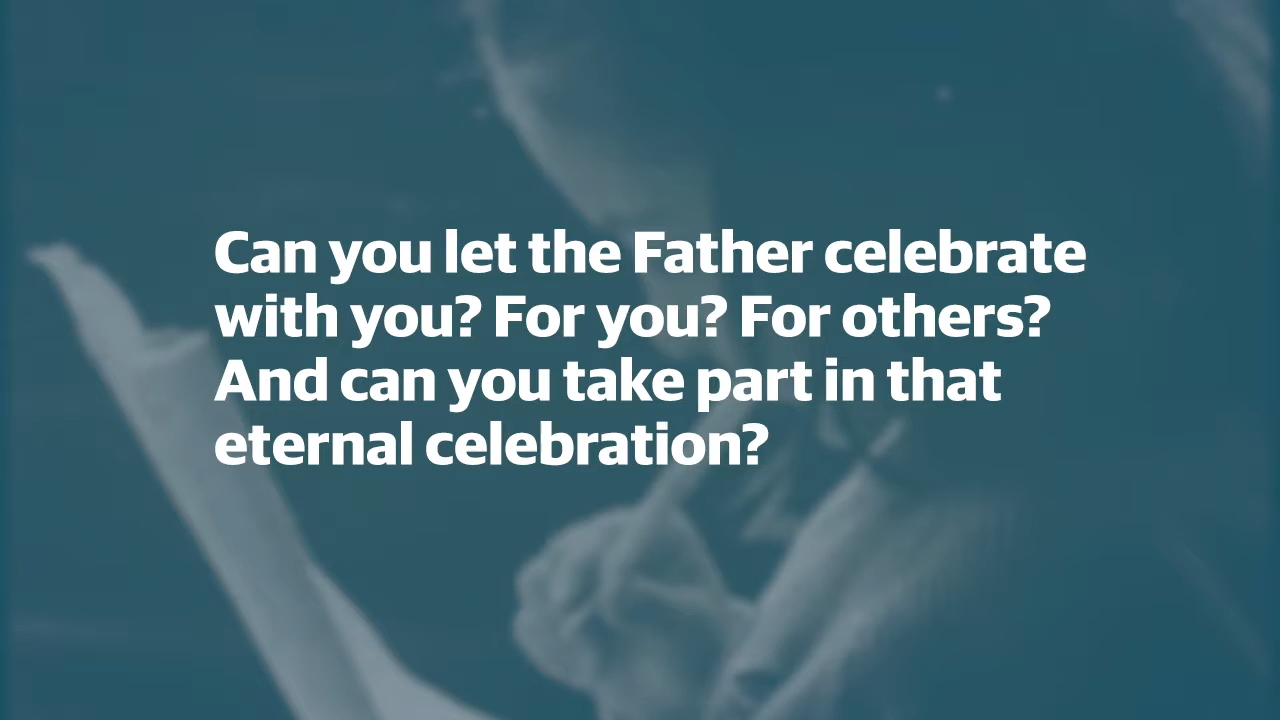 Can you let the Father celebrate
with you? For you? For others?
And can you take part in that
eternal celebration?